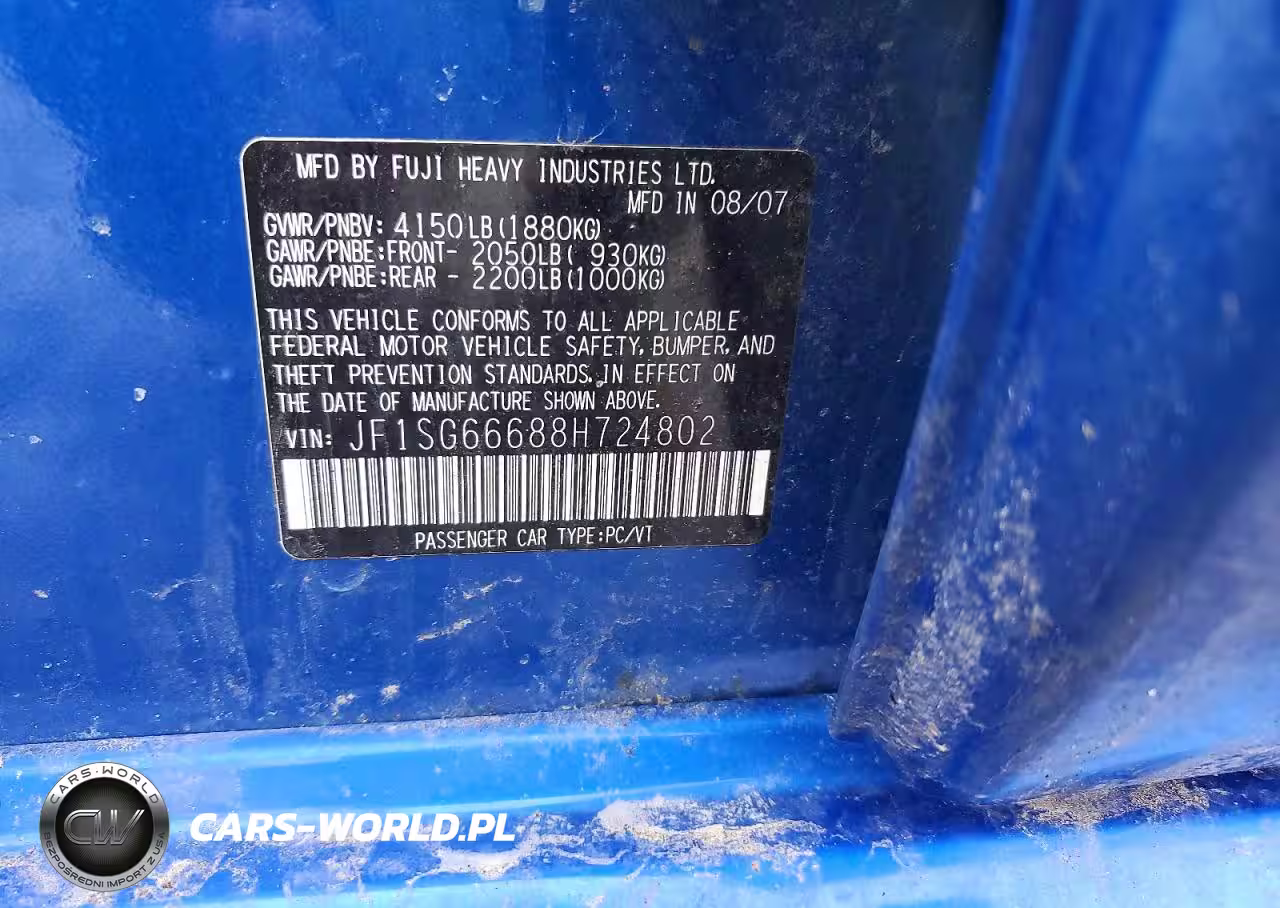 MFD BY FUJI HEAVY INDUSTRIES LTD.
MFD IN 08/07
GVWR/PNBV: 4150LB(1880KG)
GAWR/PNBE:FRONT- 2050LB( 930KG)
GAWR/PNBE:REAR - 2200LB(1000KG)
THIS VEHICLE CONFORMS TO ALL APPLICABLE
FEDERAL MOTOR VEHICLE SAFETY, BUMPER, AND
THEFT PREVENTION STANDARDS, IN EFFECT ON
THE DATE OF MANUFACTURE SHOWN ABOVE.
VIN: JF1SG66688H724802
PASSENGER CAR TYPE:PC/VT
CARS-WORLD
CW
BEZPOŚREDNI IMPORT Z USA
CARS-WORLD.PL